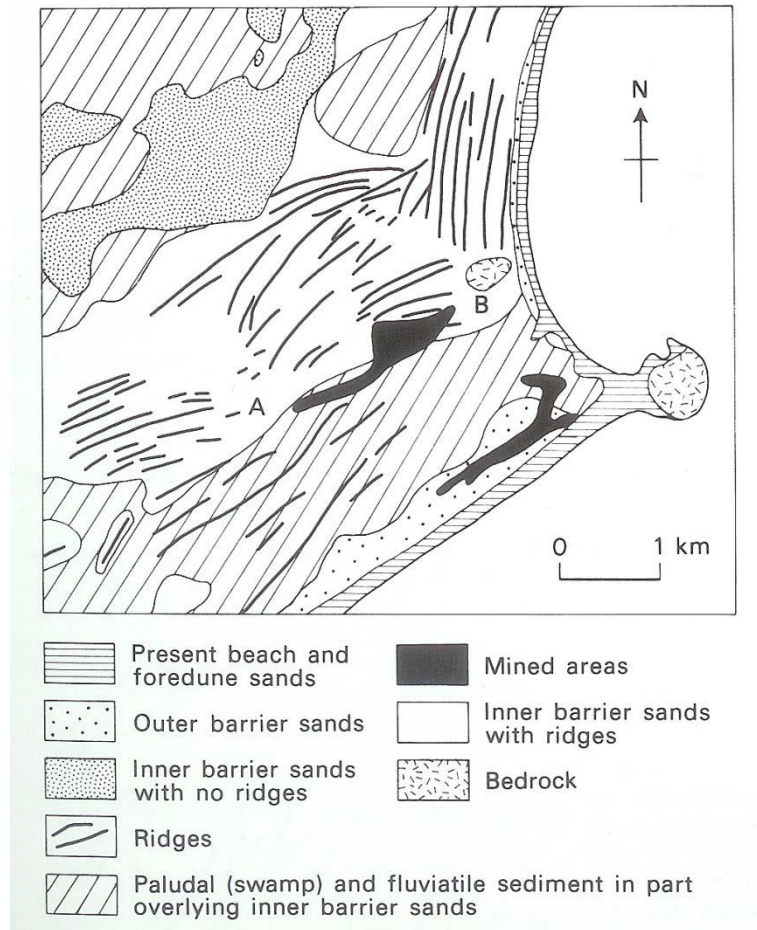 N
B
A
0 1 km
Present beach and
foredune sands
Mined areas
Outer barrier sands
Inner barrier sands
with ridges
Inner barrier sands
with no ridges
Bedrock
Ridges
Paludal (swamp) and fluviatile sediment in part
overlying inner barrier sands